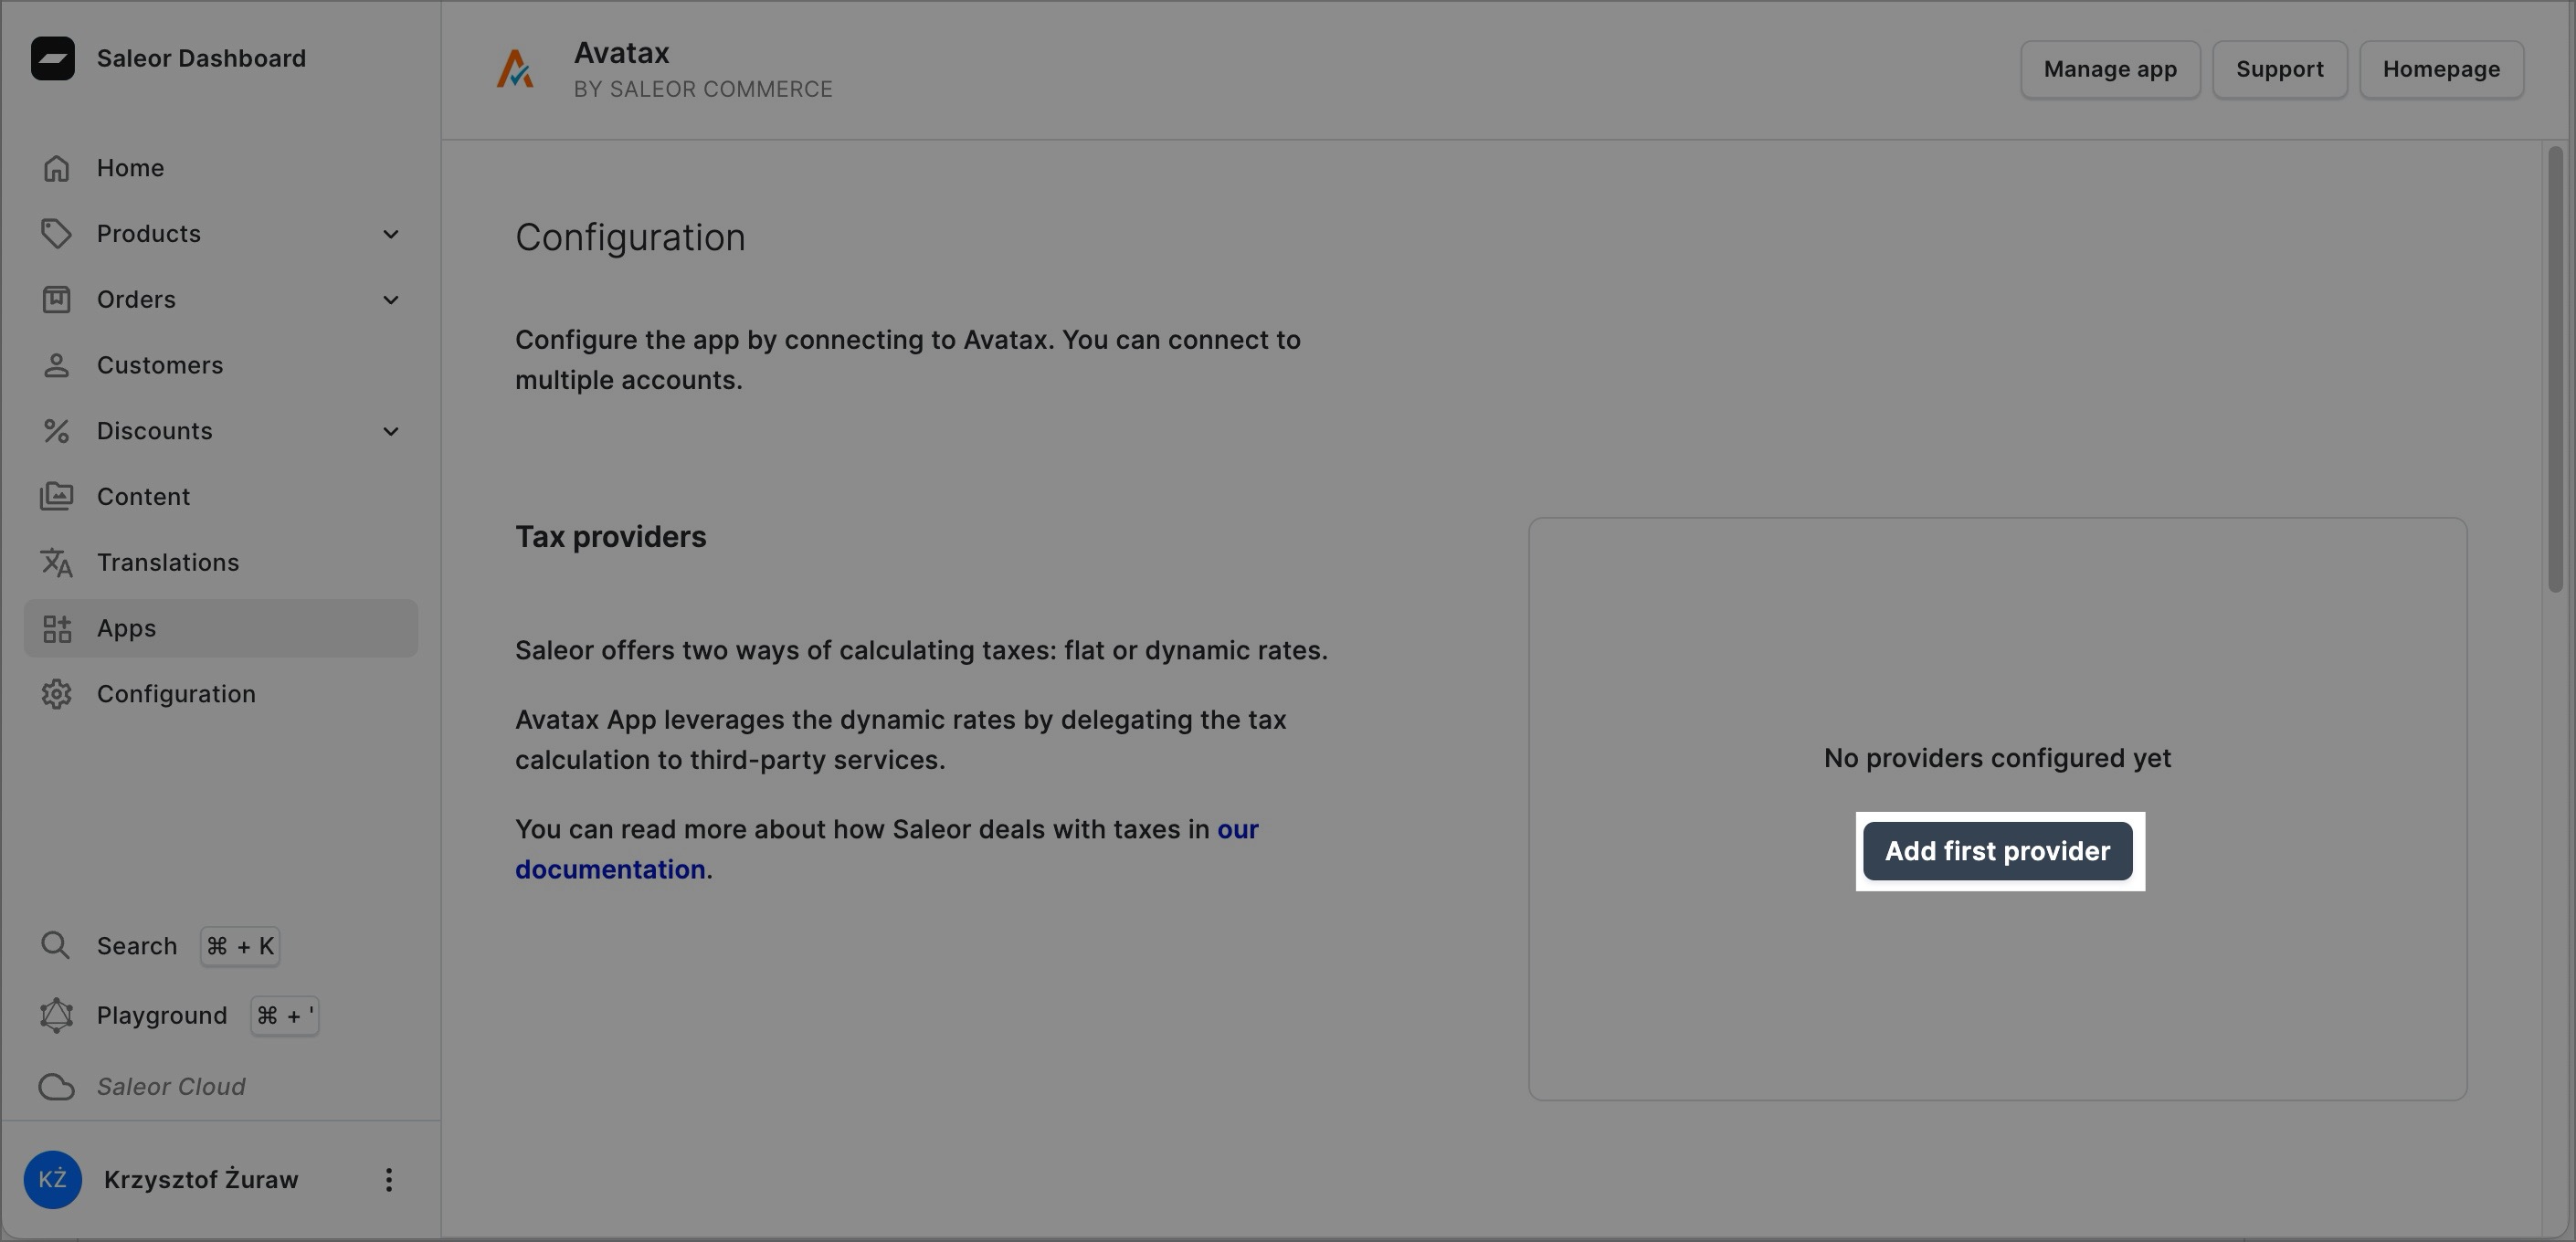 Saleor Dashboard
Home
Products
Orders
Customers
Discounts
Content
Translations
Apps
Configuration
Search ⌘ + K
Playground ⌘ + '
Saleor Cloud
KŻ Krzysztof Żuraw
Avatax
BY SALEOR COMMERCE
Manage app
Support
Homepage
Configuration
Configure the app by connecting to Avatax. You can connect to
multiple accounts.
Tax providers
Saleor offers two ways of calculating taxes: flat or dynamic rates.
Avatax App leverages the dynamic rates by delegating the tax
calculation to third-party services.
You can read more about how Saleor deals with taxes in our
documentation.
No providers configured yet
Add first provider